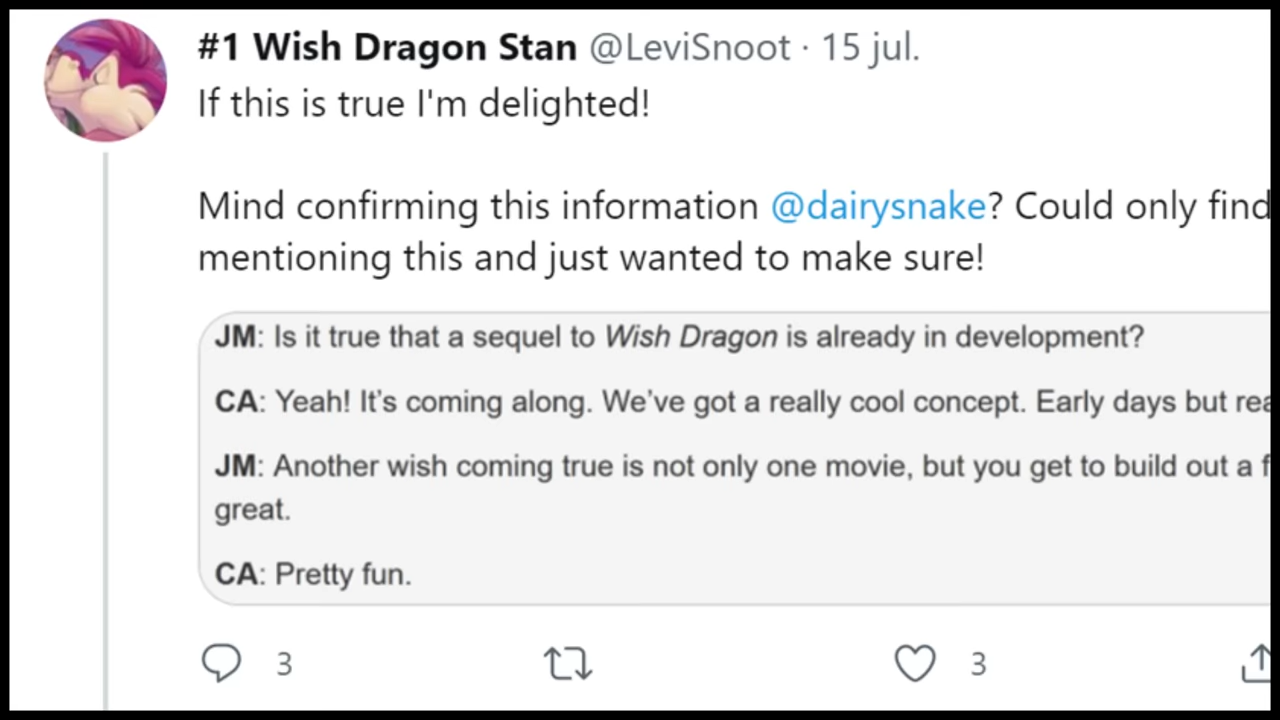 #1 Wish Dragon Stan @LeviSnoot · 15 jul.
If this is true I'm delighted!
Mind confirming this information @dairysnake? Could only find
mentioning this and just wanted to make sure!
JM: Is it true that a sequel to Wish Dragon is already in development?
CA: Yeah! It's coming along. We've got a really cool concept. Early days but
JM: Another wish coming true is not only one movie, but you get to build out a
great.
CA: Pretty fun.
3
3